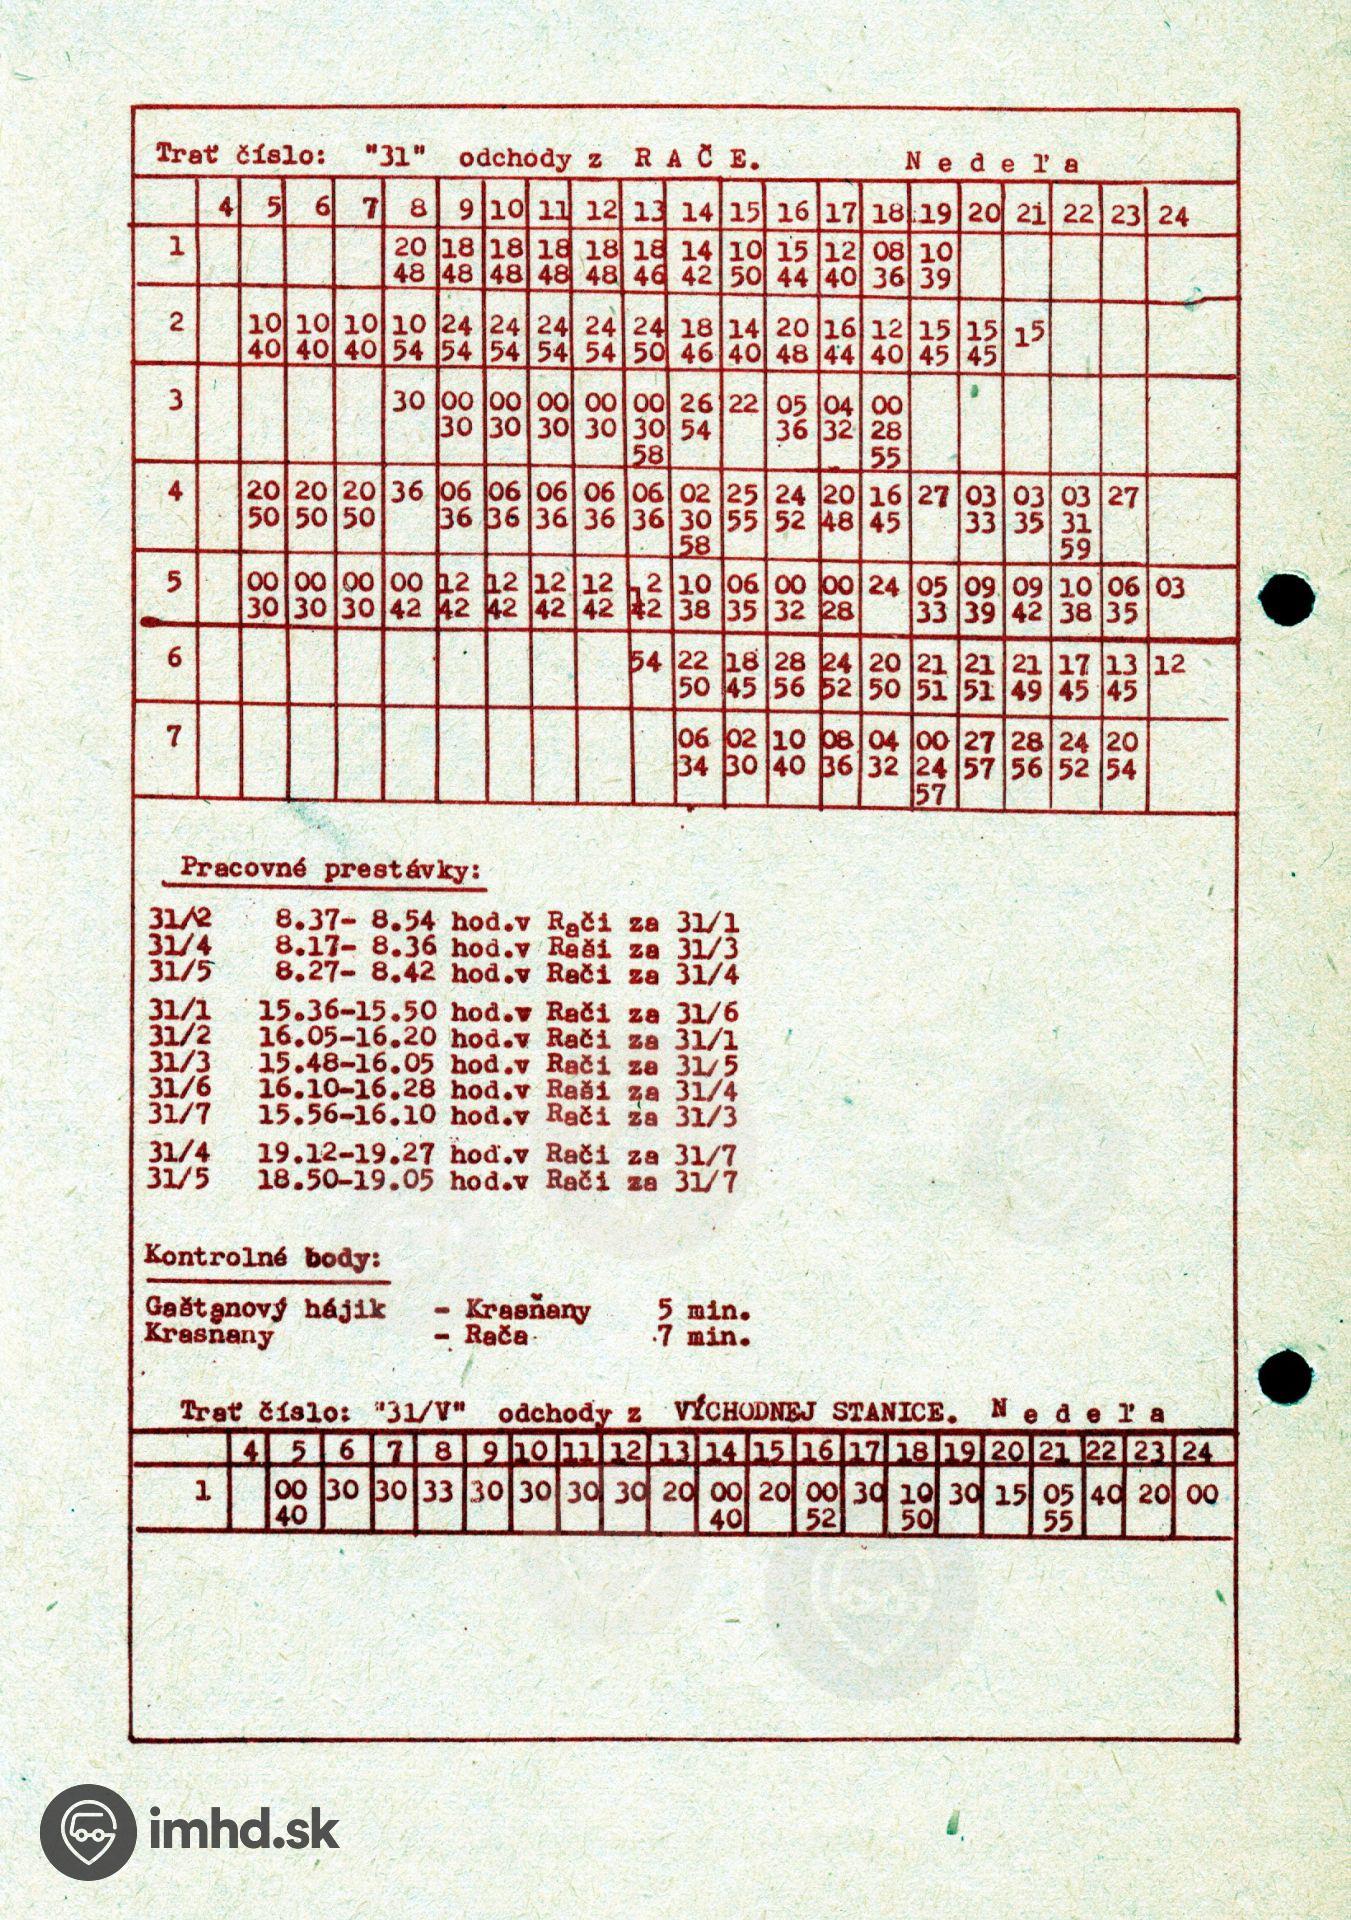 Trať číslo: "31" odchody z R A Č E. N e d e ľ a
4 5 6 7 8 9 10 11 12 13 14 15 16 17 18 19 20 21 22 23 24
1 20 18 18 18 18 18 14 10 15 12 08 10
48 48 48 48 48 46 42 50 44 40 36 39
2 10 10 10 10 24 24 24 24 24 18 14 20 16 12 15 15 15
40 40 40 54 54 54 54 54 50 46 40 48 44 40 45 45
3 30 00 00 00 00 00 26 22 05 04 00
30 30 30 30 30 54 36 32 28
58 55
4 20 20 20 36 06 06 06 06 06 02 25 24 20 16 27 03 03 03 27
50 50 50 36 36 36 36 36 30 55 52 48 45 33 35 31
58 59
5 00 00 00 00 12 12 12 12 12 10 06 00 00 24 05 09 09 10 06 03
30 30 30 42 42 42 42 42 42 38 35 32 28 33 39 42 38 35
6 54 22 18 28 24 20 21 21 21 17 13 12
50 45 56 52 50 51 51 49 45 45
7 06 02 10 08 04 00 27 28 24 20
34 30 40 36 32 24 57 56 52 54
57
Pracovné prestávky:
31/2 8.37- 8.54 hod.v Rači za 31/1
31/4 8.17- 8.36 hod.v Raši za 31/3
31/5 8.27- 8.42 hod.v Rači za 31/4
31/1 15.36-15.50 hod.v Rači za 31/6
31/2 16.05-16.20 hod.v Rači za 31/1
31/3 15.48-16.05 hod.v Rači za 31/5
31/6 16.10-16.28 hod.v Raši za 31/4
31/7 15.56-16.10 hod.v Rači za 31/3
31/4 19.12-19.27 hod.v Rači za 31/7
31/5 18.50-19.05 hod.v Rači za 31/7
Kontrolné body:
Gaštanový hájik - Krasňany 5 min.
Krasnany - Rača 7 min.
Trať číslo: "31/V" odchody z VÝCHODNEJ STANICE. N e d e ľ a
4 5 6 7 8 9 10 11 12 13 14 15 16 17 18 19 20 21 22 23 24
1 00 30 30 33 30 30 30 30 20 00 20 00 30 10 30 15 05 40 20 00
40 40 52 50 55
imhd.sk